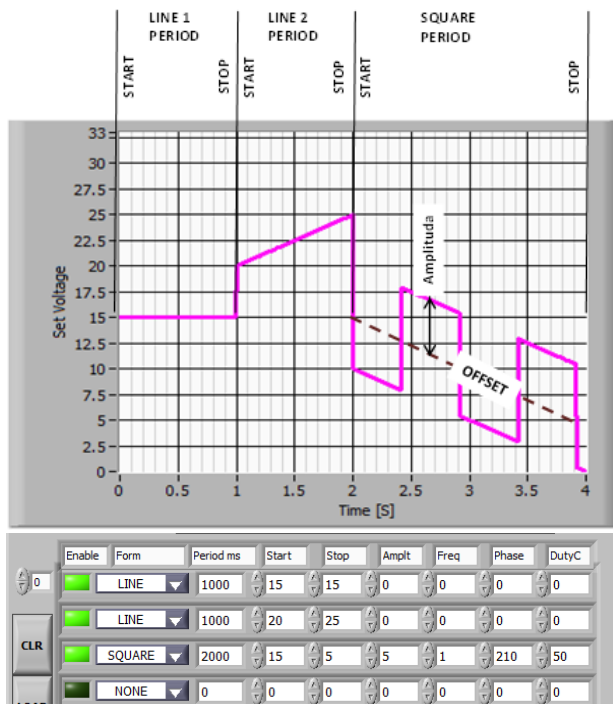 LINE 1 LINE 2 SQUARE
PERIOD PERIOD PERIOD
START STOP START STOP START STOP
33
30
27.5
25
22.5
20
17.5
15
12.5
10
7.5
5
2.5
0
Set Voltage
Amplituda
OFFSET
0 0.5 1 1.5 2 2.5 3 3.5 4
Time [S]
Enable Form Period ms Start Stop Amplt Freq Phase DutyC
0 LINE 1000 15 15 0 0 0 0
LINE 1000 20 25 0 0 0 0
CLR
SQUARE 2000 15 5 5 1 210 50
NONE 0 0 0 0 0 0 0